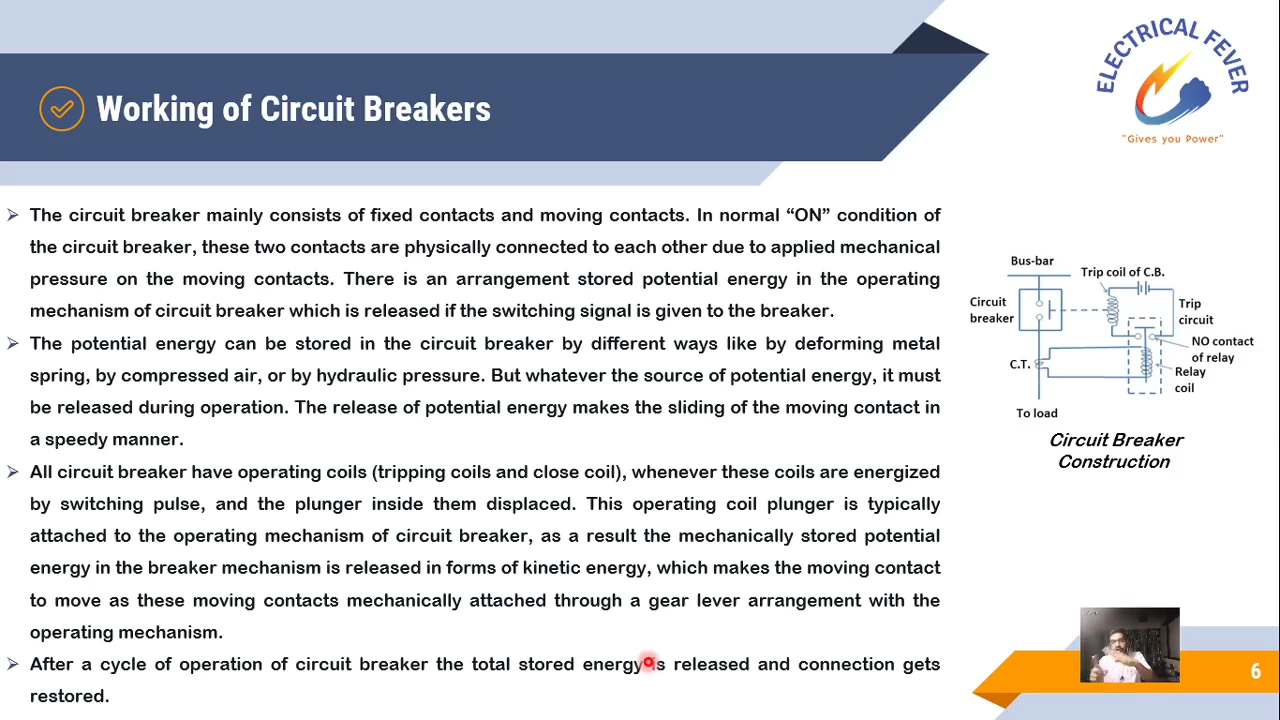 ELECTRICAL FEVER
"Gives you Power"
Working of Circuit Breakers
The circuit breaker mainly consists of fixed contacts and moving contacts. In normal “ON” condition of
the circuit breaker, these two contacts are physically connected to each other due to applied mechanical
pressure on the moving contacts. There is an arrangement stored potential energy in the operating
mechanism of circuit breaker which is released if the switching signal is given to the breaker.
The potential energy can be stored in the circuit breaker by different ways like by deforming metal
spring, by compressed air, or by hydraulic pressure. But whatever the source of potential energy, it must
be released during operation. The release of potential energy makes the sliding of the moving contact in
a speedy manner.
All circuit breaker have operating coils (tripping coils and close coil), whenever these coils are energized
by switching pulse, and the plunger inside them displaced. This operating coil plunger is typically
attached to the operating mechanism of circuit breaker, as a result the mechanically stored potential
energy in the breaker mechanism is released in forms of kinetic energy, which makes the moving contact
to move as these moving contacts mechanically attached through a gear lever arrangement with the
operating mechanism.
After a cycle of operation of circuit breaker the total stored energy is released and connection gets
restored.
Bus-bar
Trip coil of C.B.
Circuit
breaker
Trip
circuit
NO contact
of relay
C.T.
Relay
coil
To load
Circuit Breaker
Construction
6